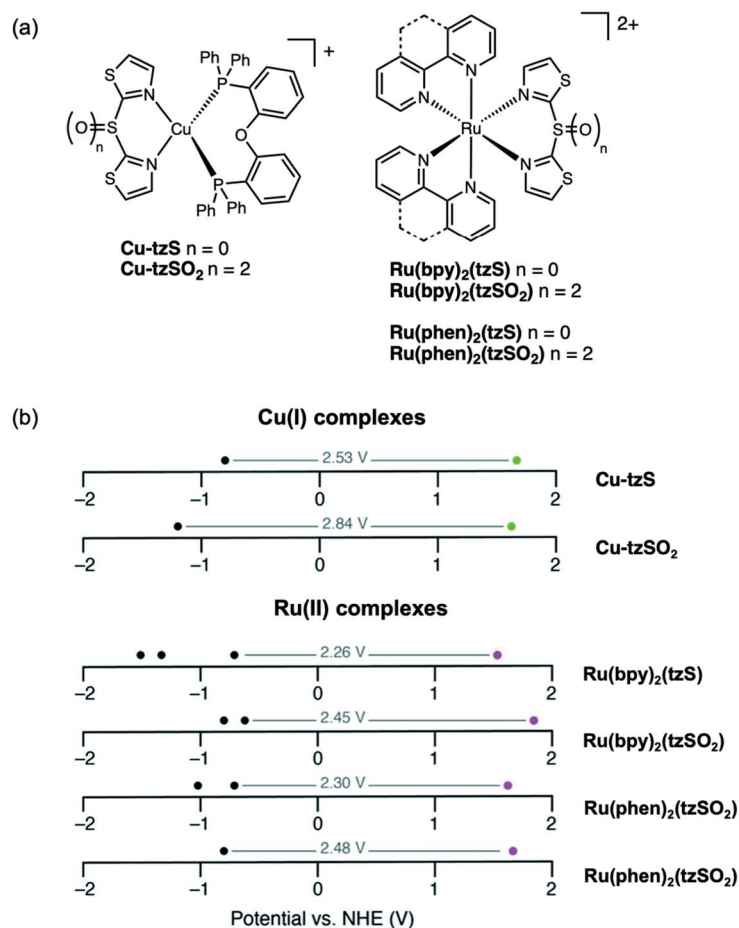 (a)
Ph Ph P
+
S N
(O=S)n
Cu
O
S N
P
Ph Ph
Cu-tzS n = 0
Cu-tzSO₂ n = 2
2+
N N
N S
Ru
S=O n
N N
N S
Ru(bpy)₂(tzS) n = 0
Ru(bpy)₂(tzSO₂) n = 2
Ru(phen)₂(tzS) n = 0
Ru(phen)₂(tzSO₂) n = 2
(b)
Cu(I) complexes
2.53 V
−2 −1 0 1 2
Cu-tzS
2.84 V
−2 −1 0 1 2
Cu-tzSO₂
Ru(II) complexes
2.26 V
−2 −1 0 1 2
Ru(bpy)₂(tzS)
2.45 V
−2 −1 0 1 2
Ru(bpy)₂(tzSO₂)
2.30 V
−2 −1 0 1 2
Ru(phen)₂(tzSO₂)
2.48 V
−2 −1 0 1 2
Ru(phen)₂(tzSO₂)
Potential vs. NHE (V)